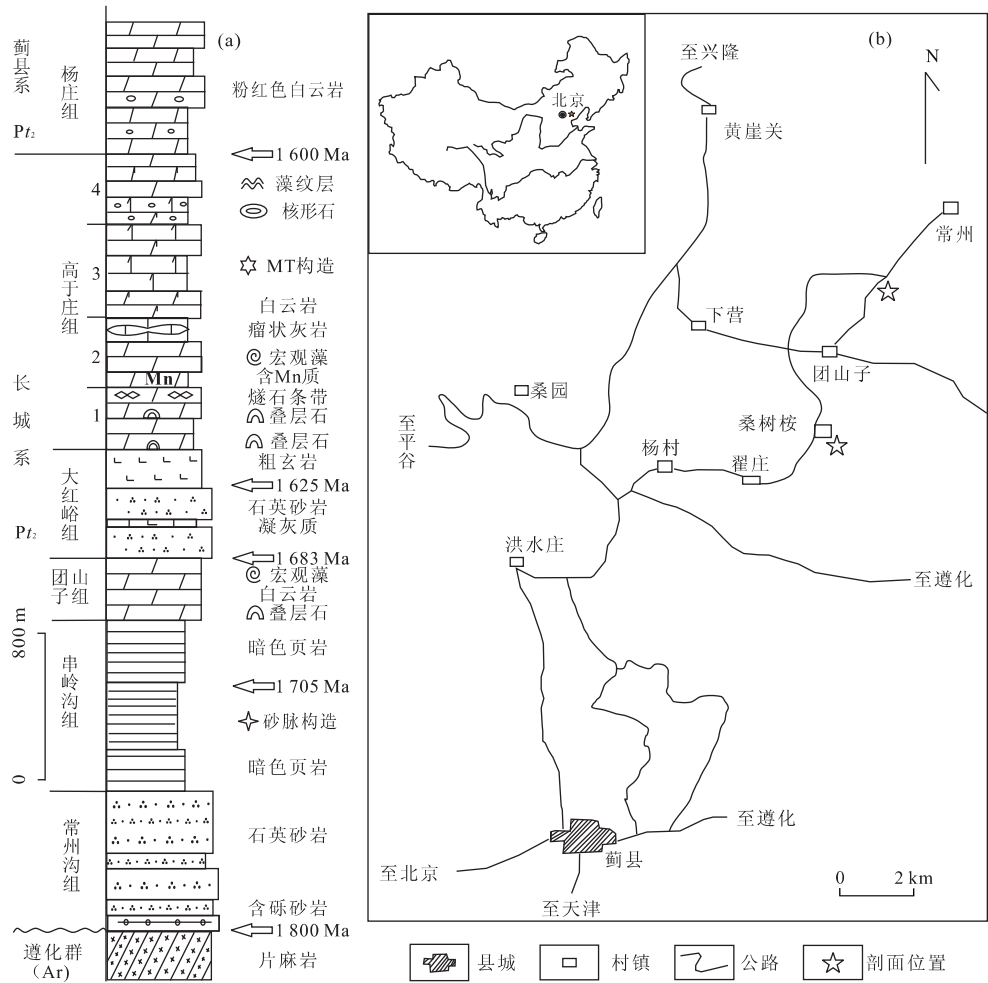 (a)
蓟县系
杨庄组
Pt₂
粉红色白云岩
1 600 Ma
4
藻纹层
核形石
高于庄组
3
MT构造
白云岩
瘤状灰岩
2
宏观藻
Mn
含Mn质
长城系
燧石条带
1
叠层石
叠层石
大红峪组
粗玄岩
1 625 Ma
石英砂岩
Pt₂
凝灰质
1 683 Ma
团山子组
宏观藻
白云岩
叠层石
800 m
0
串岭沟组
暗色页岩
1 705 Ma
砂脉构造
暗色页岩
常州沟组
石英砂岩
含砾砂岩
1 800 Ma
遵化群
(Ar)
片麻岩
(b)
北京
N
至兴隆
黄崖关
常州
下营
团山子
桑园
至平谷
桑树桉
杨村
翟庄
洪水庄
至遵化
至遵化
蓟县
至北京
至天津
0 2 km
县城
村镇
公路
剖面位置